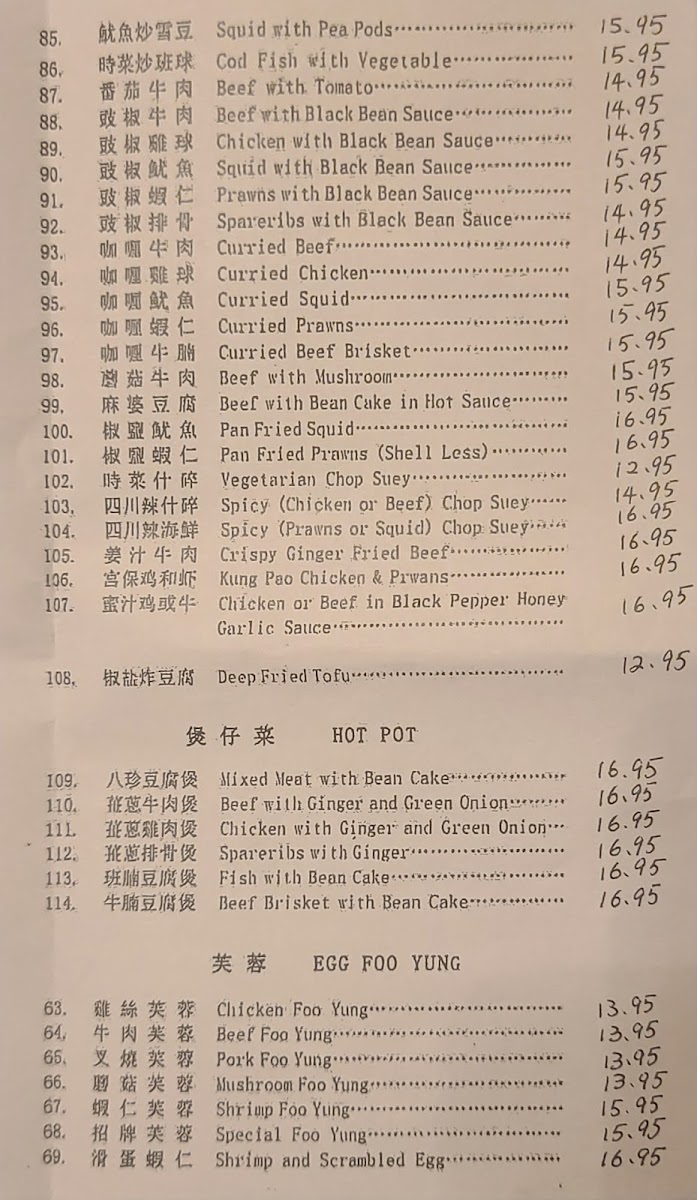 85. 魷魚炒雪豆 Squid with Pea Pods 15.95
86. 時菜炒班球 Cod Fish with Vegetable 15.95
87. 番茄牛肉 Beef with Tomato 14.95
88. 豉椒牛肉 Beef with Black Bean Sauce 14.95
89. 豉椒雞球 Chicken with Black Bean Sauce 14.95
90. 豉椒魷魚 Squid with Black Bean Sauce 15.95
91. 豉椒蝦仁 Prawns with Black Bean Sauce 15.95
92. 豉椒排骨 Spareribs with Black Bean Sauce 14.95
93. 咖喱牛肉 Curried Beef 14.95
94. 咖喱雞球 Curried Chicken 14.95
95. 咖喱魷魚 Curried Squid 15.95
96. 咖喱蝦仁 Curried Prawns 15.95
97. 咖喱牛腩 Curried Beef Brisket 15.95
98. 蘑菇牛肉 Beef with Mushroom 15.95
99. 麻婆豆腐 Beef with Bean Cake in Hot Sauce 15.95
100. 椒鹽魷魚 Pan Fried Squid 16.95
101. 椒鹽蝦仁 Pan Fried Prawns (Shell Less) 16.95
102. 時菜什碎 Vegetarian Chop Suey 12.95
103. 四川辣什碎 Spicy (Chicken or Beef) Chop Suey 14.95
104. 四川辣海鮮 Spicy (Prawns or Squid) Chop Suey 16.95
105. 姜汁牛肉 Crispy Ginger Fried Beef 16.95
106. 宫保鸡和虾 Kung Pao Chicken & Prwans 16.95
107. 蜜汁鸡或牛 Chicken or Beef in Black Pepper Honey 16.95
Garlic Sauce
108. 椒盐炸豆腐 Deep Fried Tofu 12.95
煲仔菜 HOT POT
109. 八珍豆腐煲 Mixed Meat with Bean Cake 16.95
110. 蔥牛肉煲 Beef with Ginger and Green Onion 16.95
111. 蔥雞肉煲 Chicken with Ginger and Green Onion 16.95
112. 蔥排骨煲 Spareribs with Ginger 16.95
113. 班腩豆腐煲 Fish with Bean Cake 16.95
114. 牛腩豆腐煲 Beef Brisket with Bean Cake 16.95
芙蓉 EGG FOO YUNG
63. 雞絲芙蓉 Chicken Foo Yung 13.95
64. 牛肉芙蓉 Beef Foo Yung 13.95
65. 叉燒芙蓉 Pork Foo Yung 13.95
66. 菇芙蓉 Mushroom Foo Yung 13.95
67. 蝦仁芙蓉 Shrimp Foo Yung 15.95
68. 招牌芙蓉 Special Foo Yung 15.95
69. 滑蛋蝦仁 Shrimp and Scrambled Egg 16.95